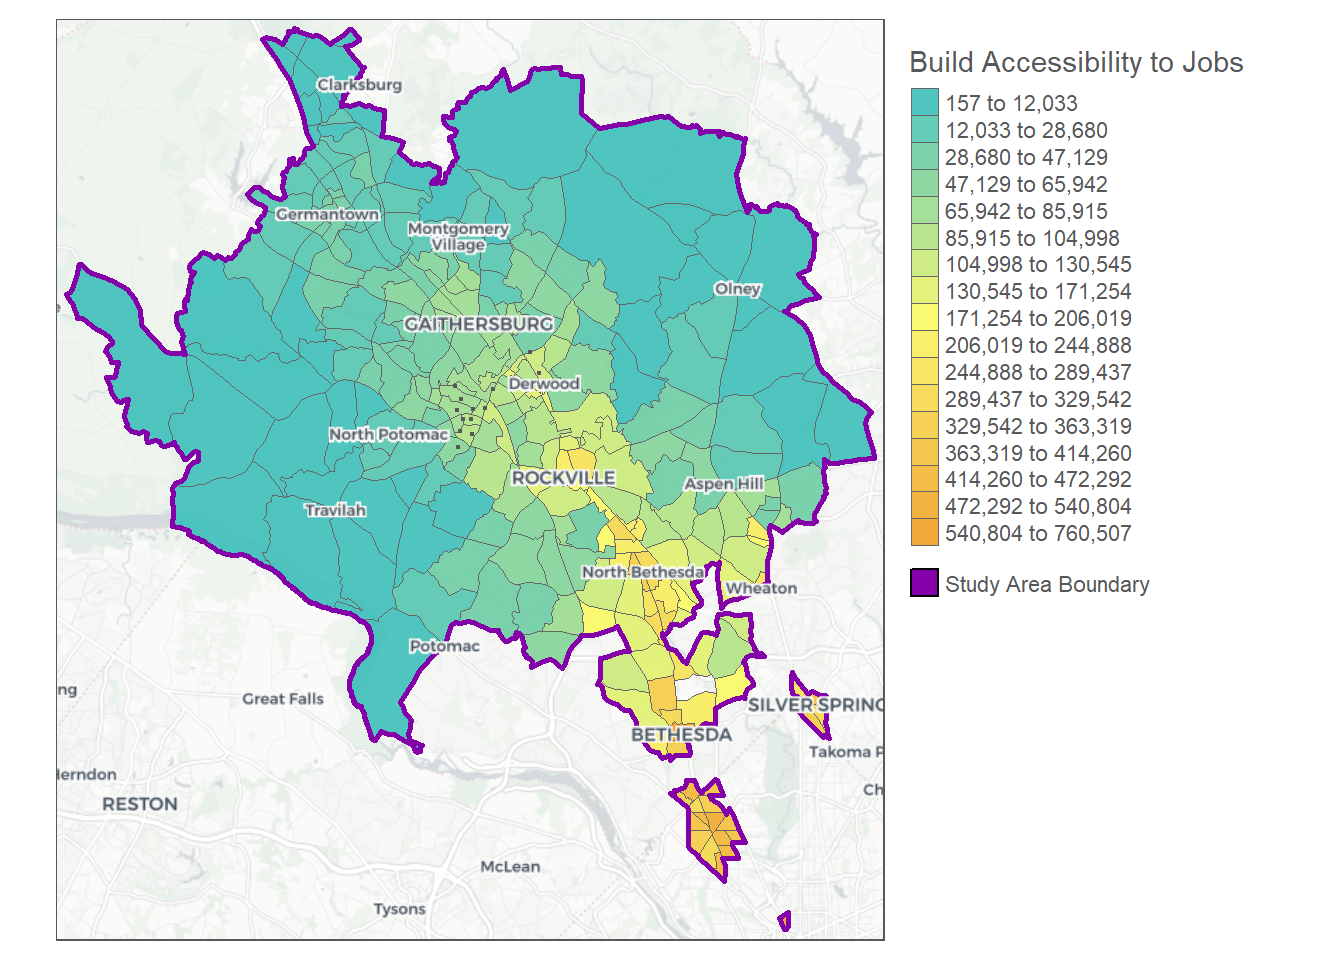 Build Accessibility to Jobs
157 to 12,033
12,033 to 28,680
28,680 to 47,129
47,129 to 65,942
65,942 to 85,915
85,915 to 104,998
104,998 to 130,545
130,545 to 171,254
171,254 to 206,019
206,019 to 244,888
244,888 to 289,437
289,437 to 329,542
329,542 to 363,319
363,319 to 414,260
414,260 to 472,292
472,292 to 540,804
540,804 to 760,507
Study Area Boundary
Clarksburg
Germantown
Montgomery
Village
Olney
GAITHERSBURG
Derwood
North Potomac
ROCKVILLE
Aspen Hill
Travilah
North Bethesda
Wheaton
Potomac
ng
Great Falls
SILVER SPRING
BETHESDA
Takoma P
lerndon
Ch
RESTON
McLean
Tysons